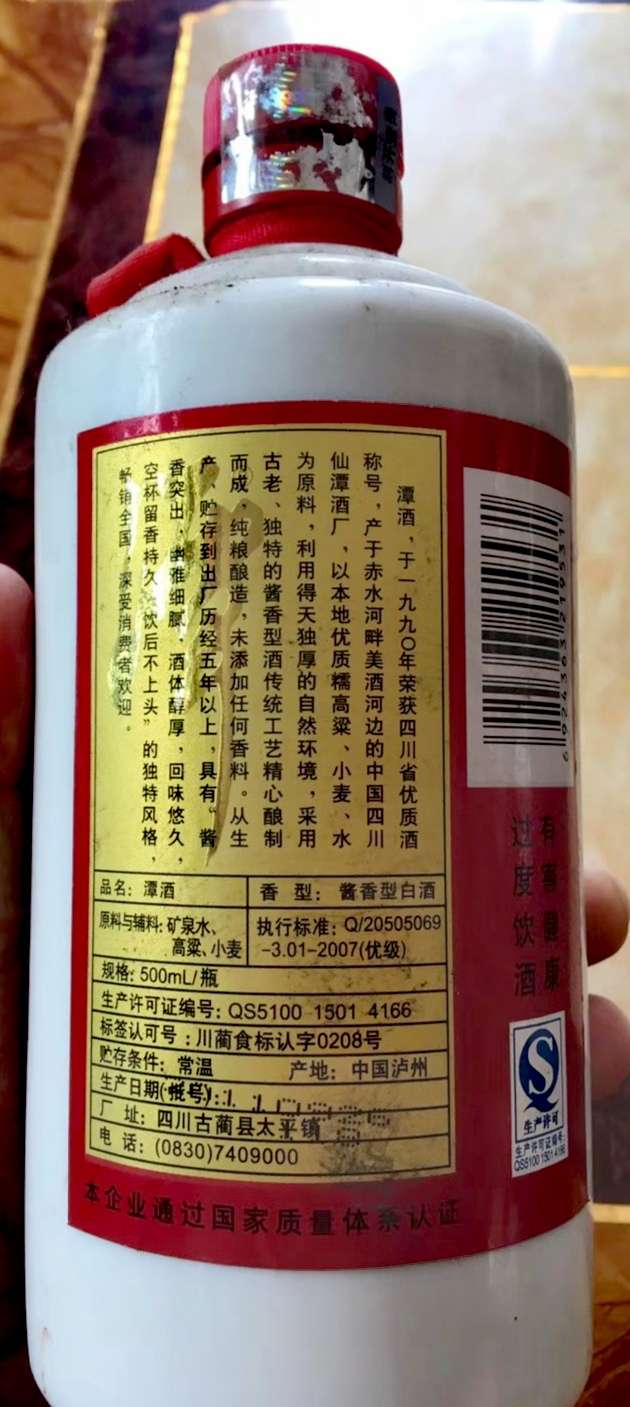 潭酒，于一九九〇年荣获四川省优质酒
称号，产于赤水河畔美酒河边的中国四川
仙潭酒厂，以本地优质糯高粱、小麦、水
为原料，利用得天独厚的自然环境，采用
古老、独特的酱香型酒传统工艺精心酿制
而成，纯粮酿造，未添加任何香料。从生
产、贮存到出厂历经五年以上，具有“酱
香突出，幽雅细腻，酒体醇厚，回味悠久，
空杯留香持久，饮后不上头”的独特风格，
畅销全国，深受消费者欢迎。
品名：潭酒
香 型：酱香型白酒
原料与辅料：矿泉水、
高粱、小麦
执行标准：Q/20505069
-3.01-2007(优级)
规格：500mL/瓶
生产许可证编号：QS5100 1501 4166
标签认可号：川蔺食标认字0208号
贮存条件：常温
产地：中国泸州
生产日期(批号)：
厂 址：四川古蔺县太平镇
电 话：(0830)7409000
本企业通过国家质量体系认证
6924363219531
过度饮酒
有害健康
生产许可
生产许可证编号：
QS5100 1501 4166